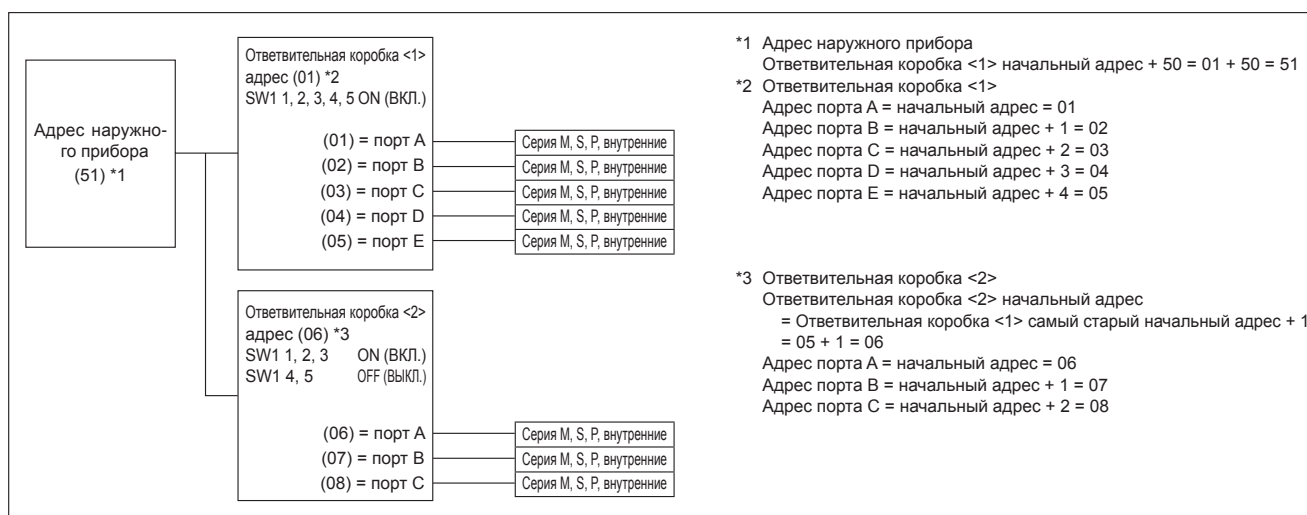 Адрес наружно-
го прибора
(51) *1
Ответвительная коробка <1>
адрес (01) *2
SW1 1, 2, 3, 4, 5 ON (ВКЛ.)
(01) = порт A
(02) = порт B
(03) = порт C
(04) = порт D
(05) = порт E
Серия M, S, P, внутренние
Серия M, S, P, внутренние
Серия M, S, P, внутренние
Серия M, S, P, внутренние
Серия M, S, P, внутренние
Ответвительная коробка <2>
адрес (06) *3
SW1 1, 2, 3 ON (ВКЛ.)
SW1 4, 5 OFF (ВЫКЛ.)
(06) = порт A
(07) = порт B
(08) = порт C
Серия M, S, P, внутренние
Серия M, S, P, внутренние
Серия M, S, P, внутренние
*1 Адрес наружного прибора
Ответвительная коробка <1> начальный адрес + 50 = 01 + 50 = 51
*2 Ответвительная коробка <1>
Адрес порта A = начальный адрес = 01
Адрес порта B = начальный адрес + 1 = 02
Адрес порта C = начальный адрес + 2 = 03
Адрес порта D = начальный адрес + 3 = 04
Адрес порта E = начальный адрес + 4 = 05
*3 Ответвительная коробка <2>
Ответвительная коробка <2> начальный адрес
= Ответвительная коробка <1> самый старый начальный адрес + 1
= 05 + 1 = 06
Адрес порта A = начальный адрес = 06
Адрес порта B = начальный адрес + 1 = 07
Адрес порта C = начальный адрес + 2 = 08